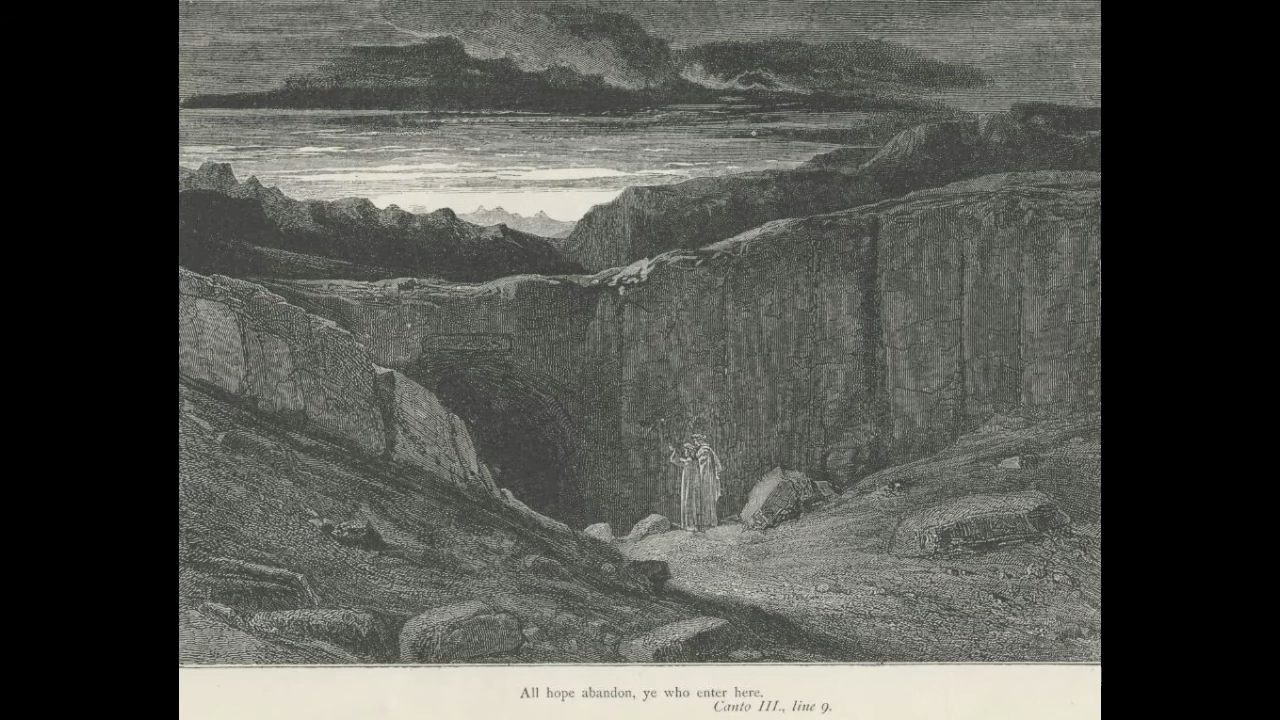 All hope abandon, ye who enter here.
Canto III., line 9.